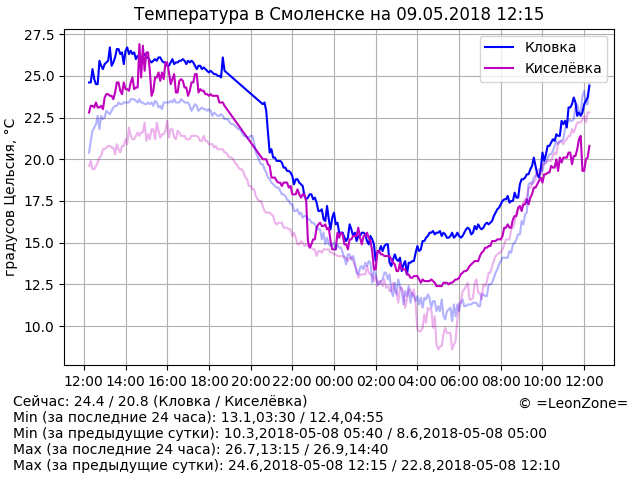 Температура в Смоленске на 09.05.2018 12:15
27.5
25.0
22.5
20.0
17.5
15.0
12.5
10.0
градусов Цельсия, °C
Кловка
Киселёвка
12:00 14:00 16:00 18:00 20:00 22:00 00:00 02:00 04:00 06:00 08:00 10:00 12:00
Сейчас: 24.4 / 20.8 (Кловка / Киселёвка)
© =LeonZone=
Min (за последние 24 часа): 13.1,03:30 / 12.4,04:55
Min (за предыдущие сутки): 10.3,2018-05-08 05:40 / 8.6,2018-05-08 05:00
Max (за последние 24 часа): 26.7,13:15 / 26.9,14:40
Max (за предыдущие сутки): 24.6,2018-05-08 12:15 / 22.8,2018-05-08 12:10